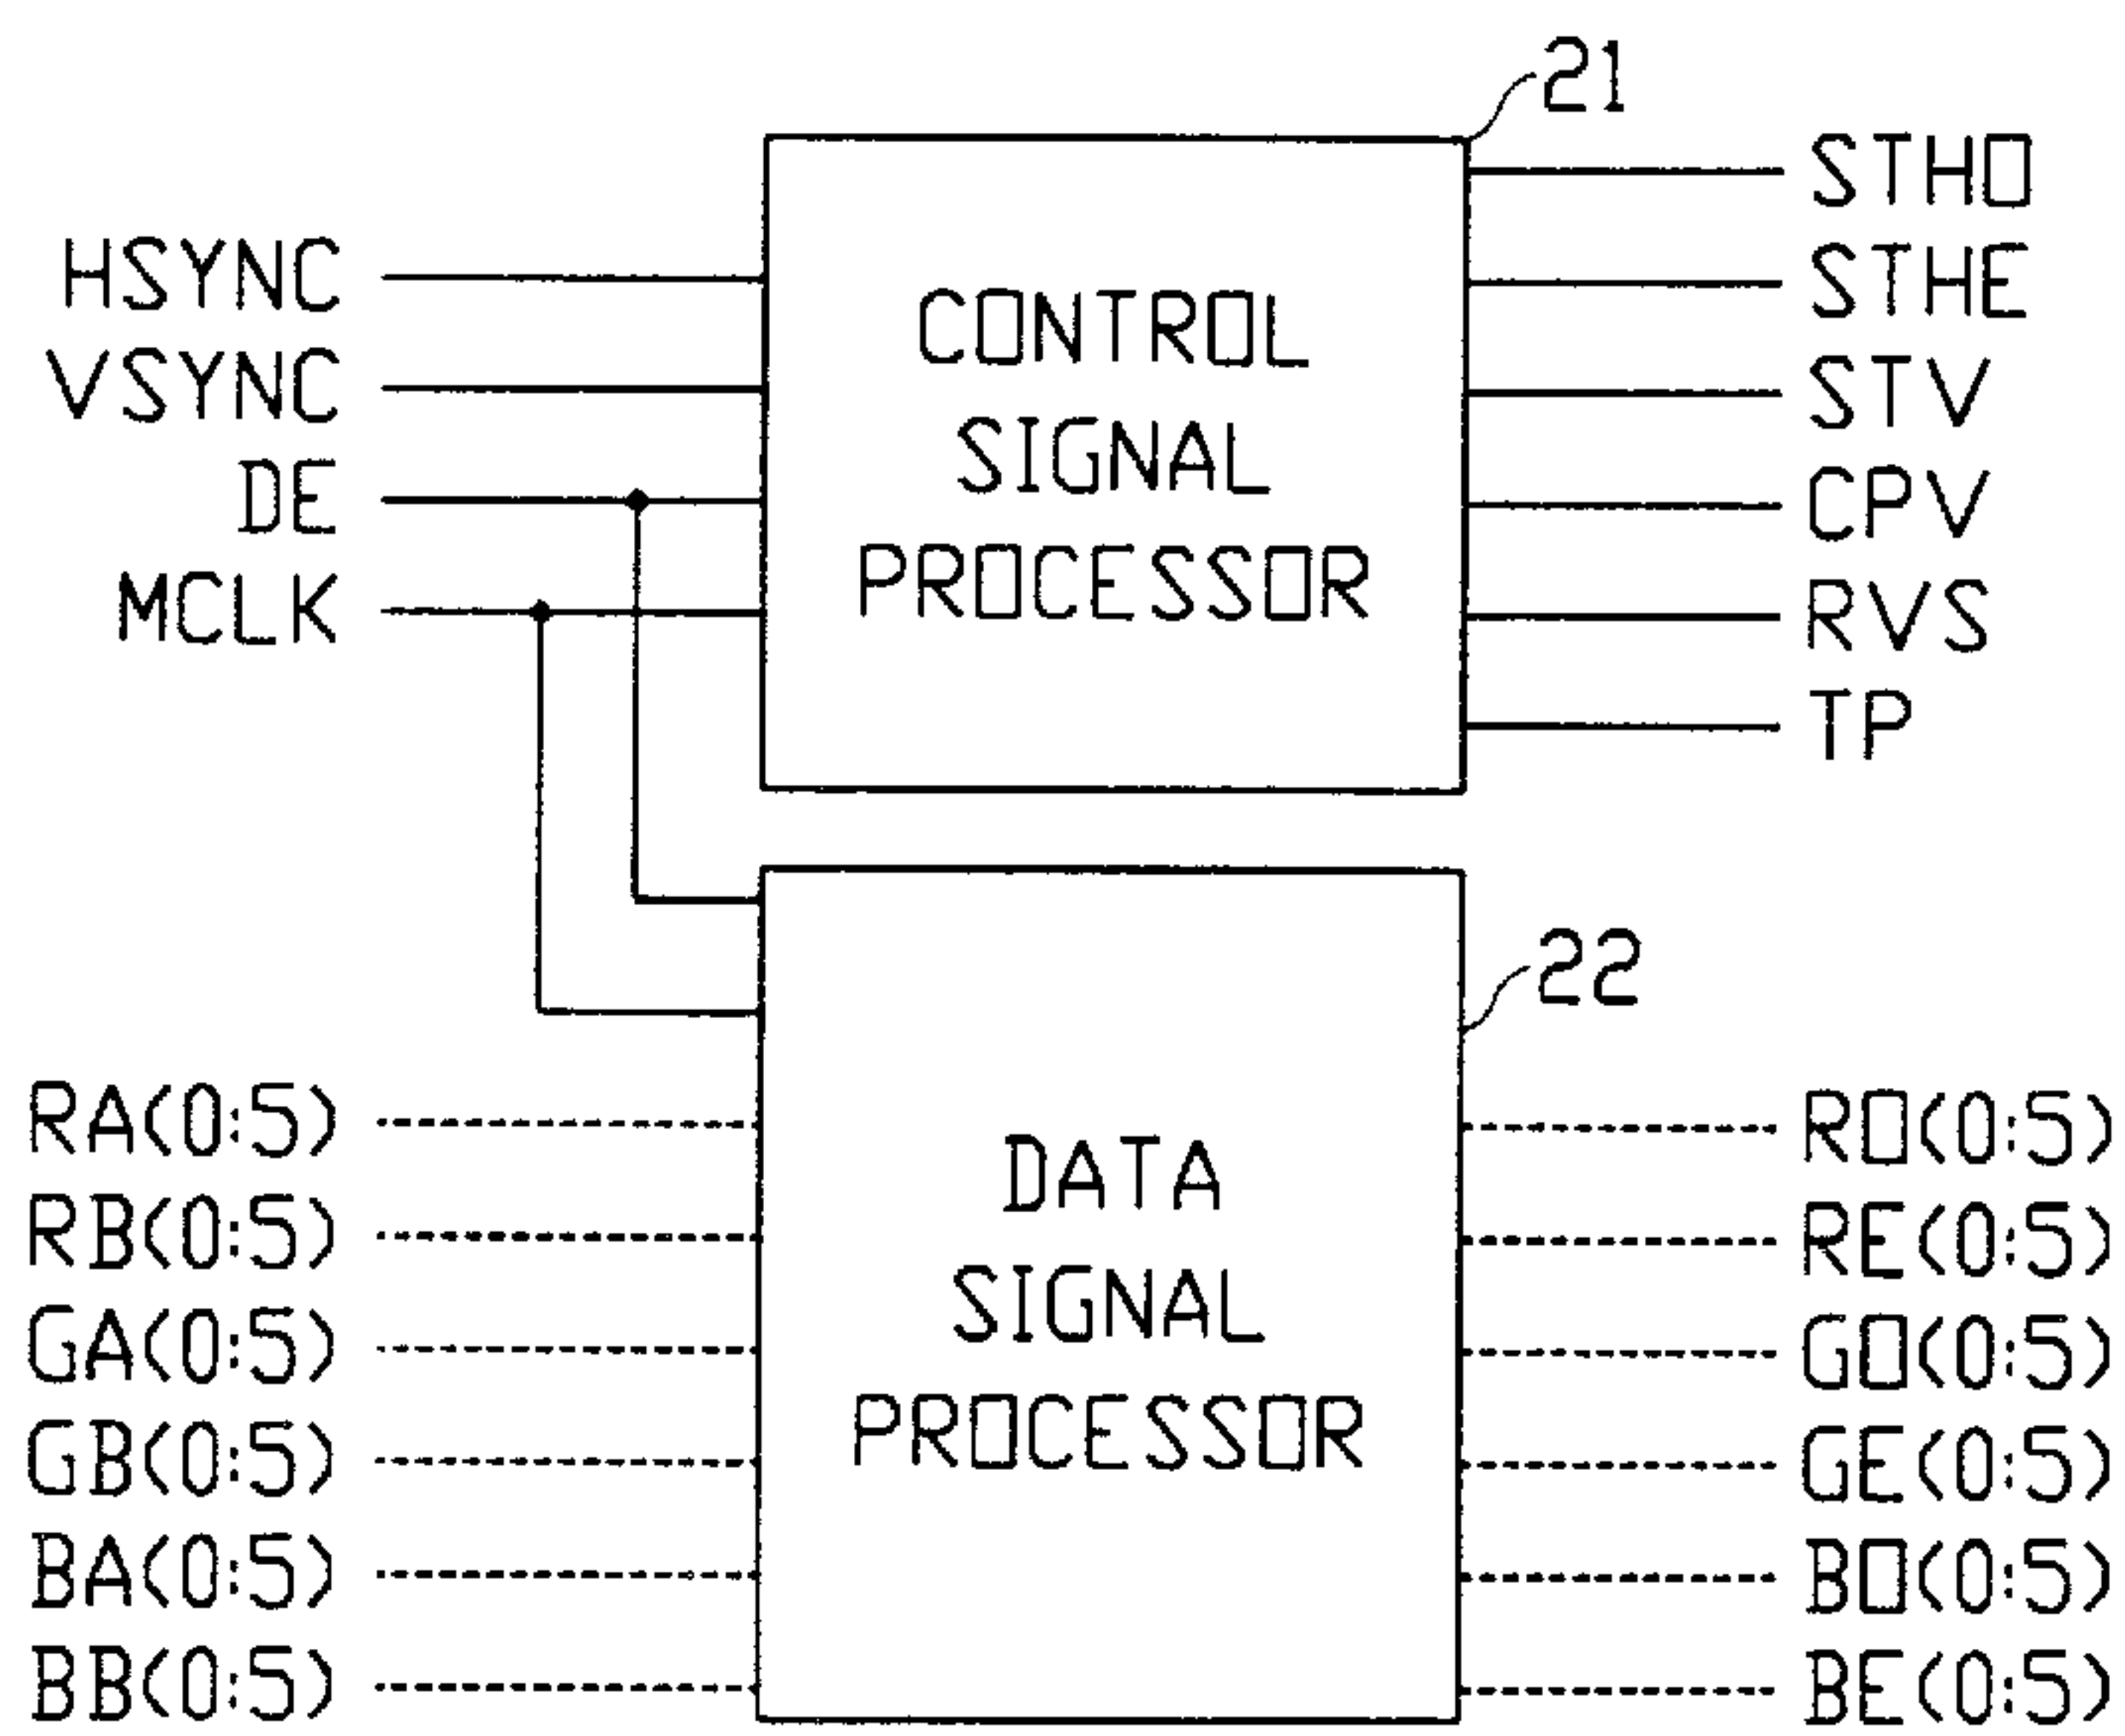 21
HSYNC
VSYNC
DE
MCLK
CONTROL
SIGNAL
PROCESSOR
STHO
STHE
STV
CPV
RVS
TP
22
RA(0:5)
RB(0:5)
GA(0:5)
GB(0:5)
BA(0:5)
BB(0:5)
DATA
SIGNAL
PROCESSOR
RO(0:5)
RE(0:5)
GO(0:5)
GE(0:5)
BO(0:5)
BE(0:5)